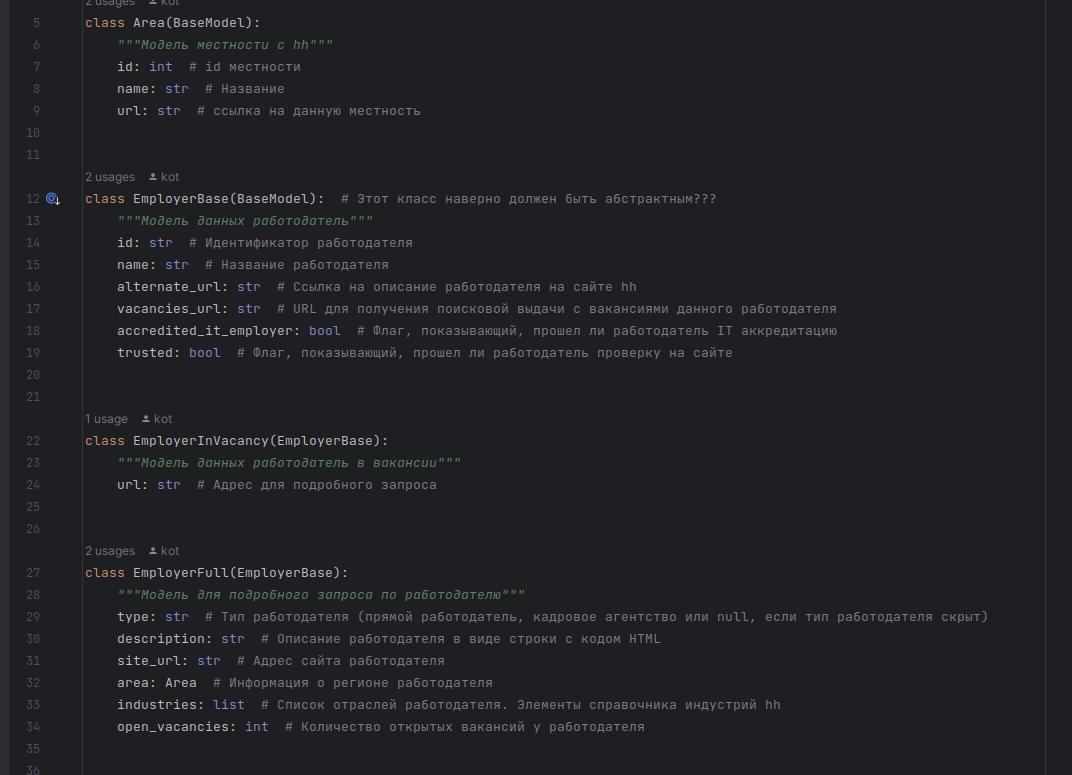 2 usages kot
5 class Area(BaseModel):
6 """Модель местности с hh"""
7 id: int # id местности
8 name: str # Название
9 url: str # ссылка на данную местность
10
11
2 usages kot
12 class EmployerBase(BaseModel): # Этот класс наверно должен быть абстрактным???
13 """Модель данных работодатель"""
14 id: str # Идентификатор работодателя
15 name: str # Название работодателя
16 alternate_url: str # Ссылка на описание работодателя на сайте hh
17 vacancies_url: str # URL для получения поисковой выдачи с вакансиями данного работодателя
18 accredited_it_employer: bool # Флаг, показывающий, прошел ли работодатель IT аккредитацию
19 trusted: bool # Флаг, показывающий, прошел ли работодатель проверку на сайте
20
21
1 usage kot
22 class EmployerInVacancy(EmployerBase):
23 """Модель данных работодатель в вакансии"""
24 url: str # Адрес для подробного запроса
25
26
2 usages kot
27 class EmployerFull(EmployerBase):
28 """Модель для подробного запроса по работодателю"""
29 type: str # Тип работодателя (прямой работодатель, кадровое агентство или null, если тип работодателя скрыт)
30 description: str # Описание работодателя в виде строки с кодом HTML
31 site_url: str # Адрес сайта работодателя
32 area: Area # Информация о регионе работодателя
33 industries: list # Список отраслей работодателя. Элементы справочника индустрий hh
34 open_vacancies: int # Количество открытых вакансий у работодателя
35
36